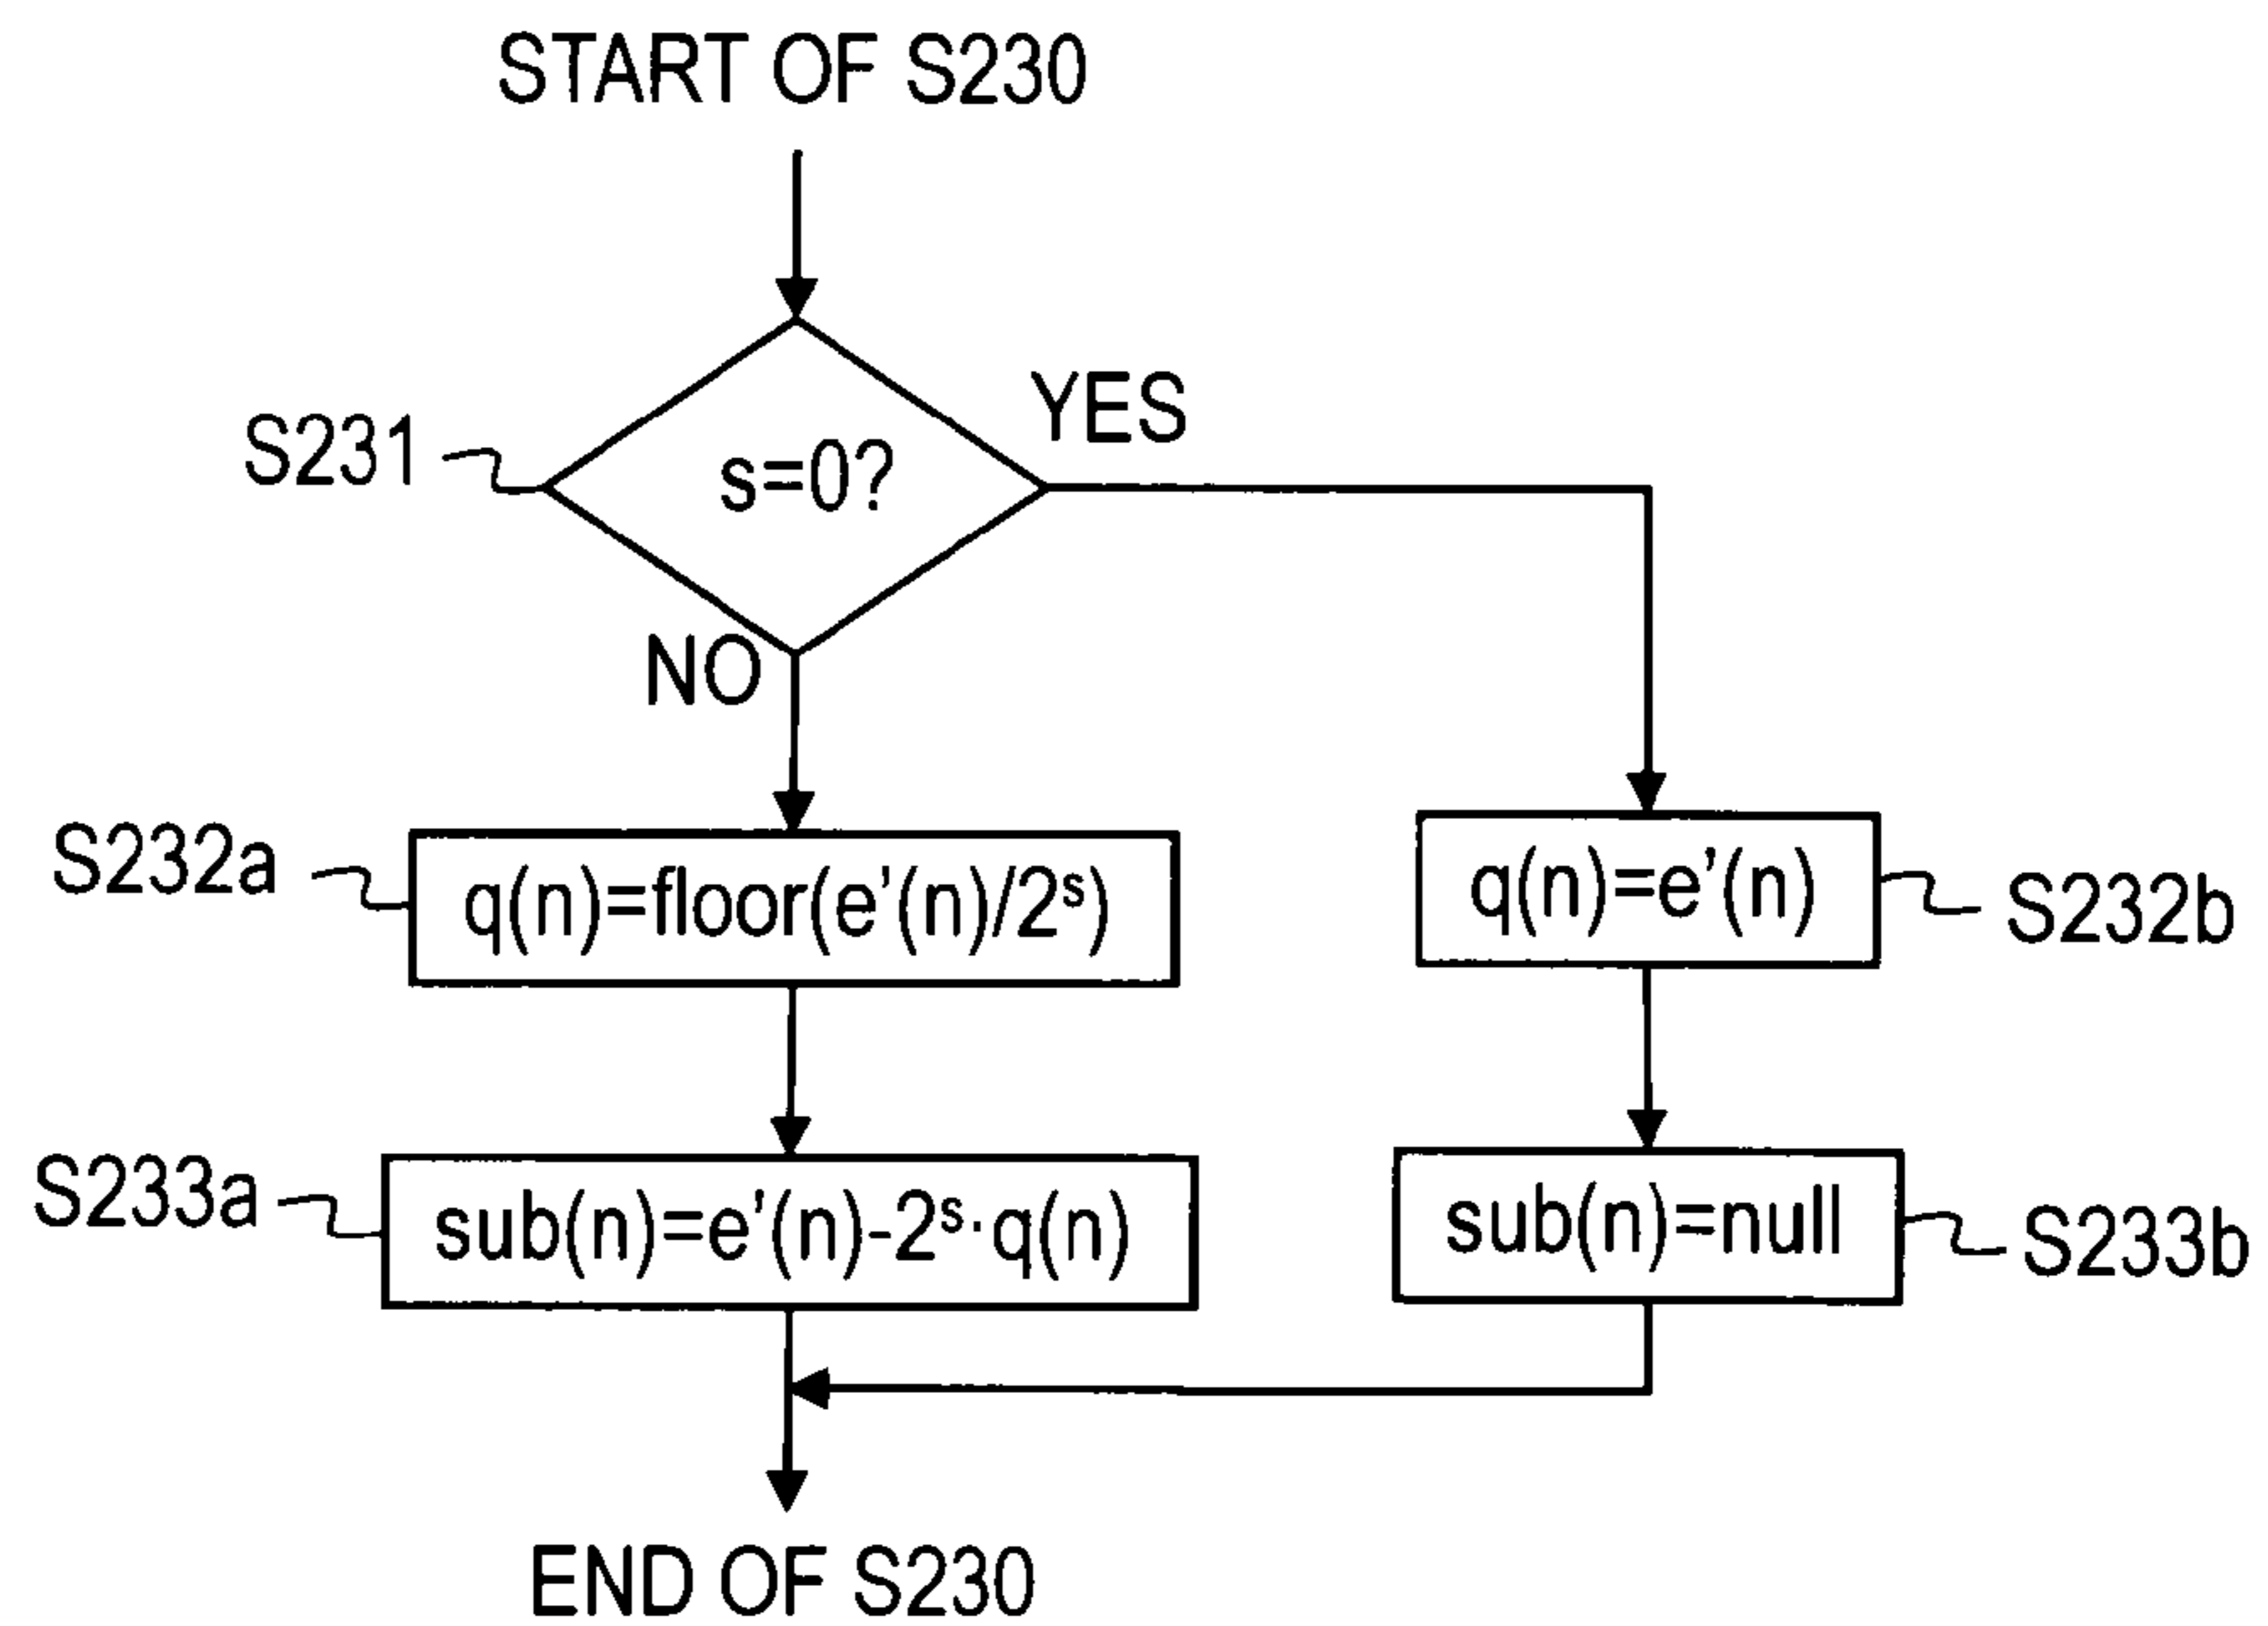 START OF S230
YES
S231
s=0?
NO
S232a
q(n)=floor(e’(n)/2ˢ)
q(n)=e’(n)
S232b
S233a
sub(n)=e’(n)-2ˢ·q(n)
sub(n)=null
S233b
END OF S230